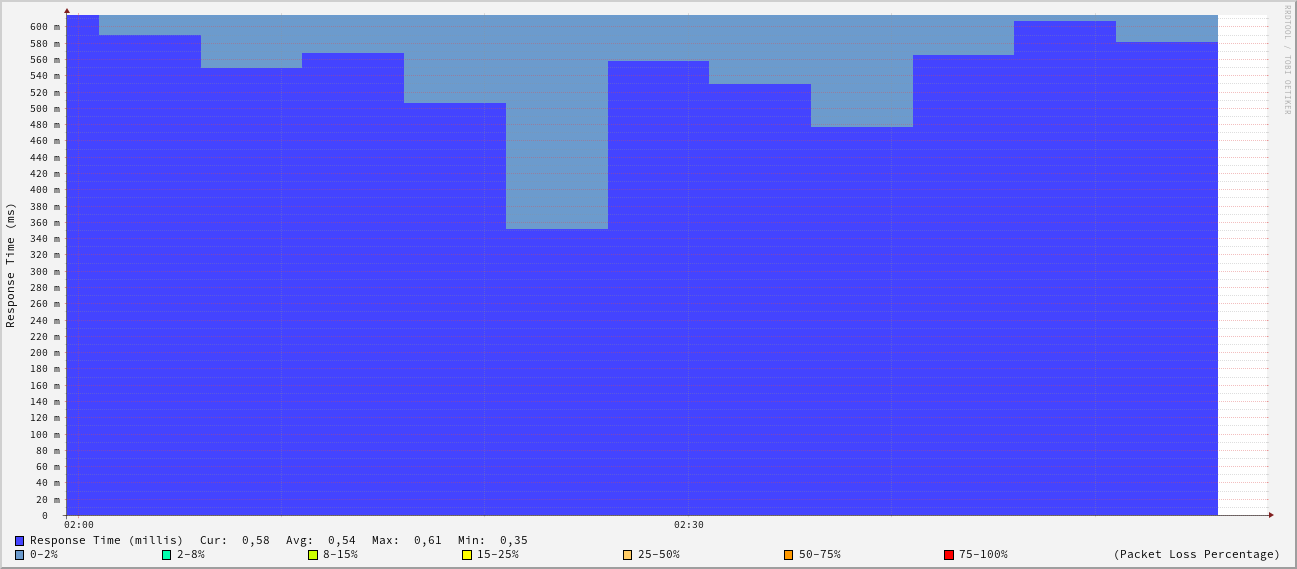 RRDTOOL / TOBI OETIKER
Response Time (ms)
600 m
580 m
560 m
540 m
520 m
500 m
480 m
460 m
440 m
420 m
400 m
380 m
360 m
340 m
320 m
300 m
280 m
260 m
240 m
220 m
200 m
180 m
160 m
140 m
120 m
100 m
80 m
60 m
40 m
20 m
0
02:00 02:30
Response Time (millis) Cur: 0,58 Avg: 0,54 Max: 0,61 Min: 0,35
0-2% 2-8% 8-15% 15-25% 25-50% 50-75% 75-100% (Packet Loss Percentage)